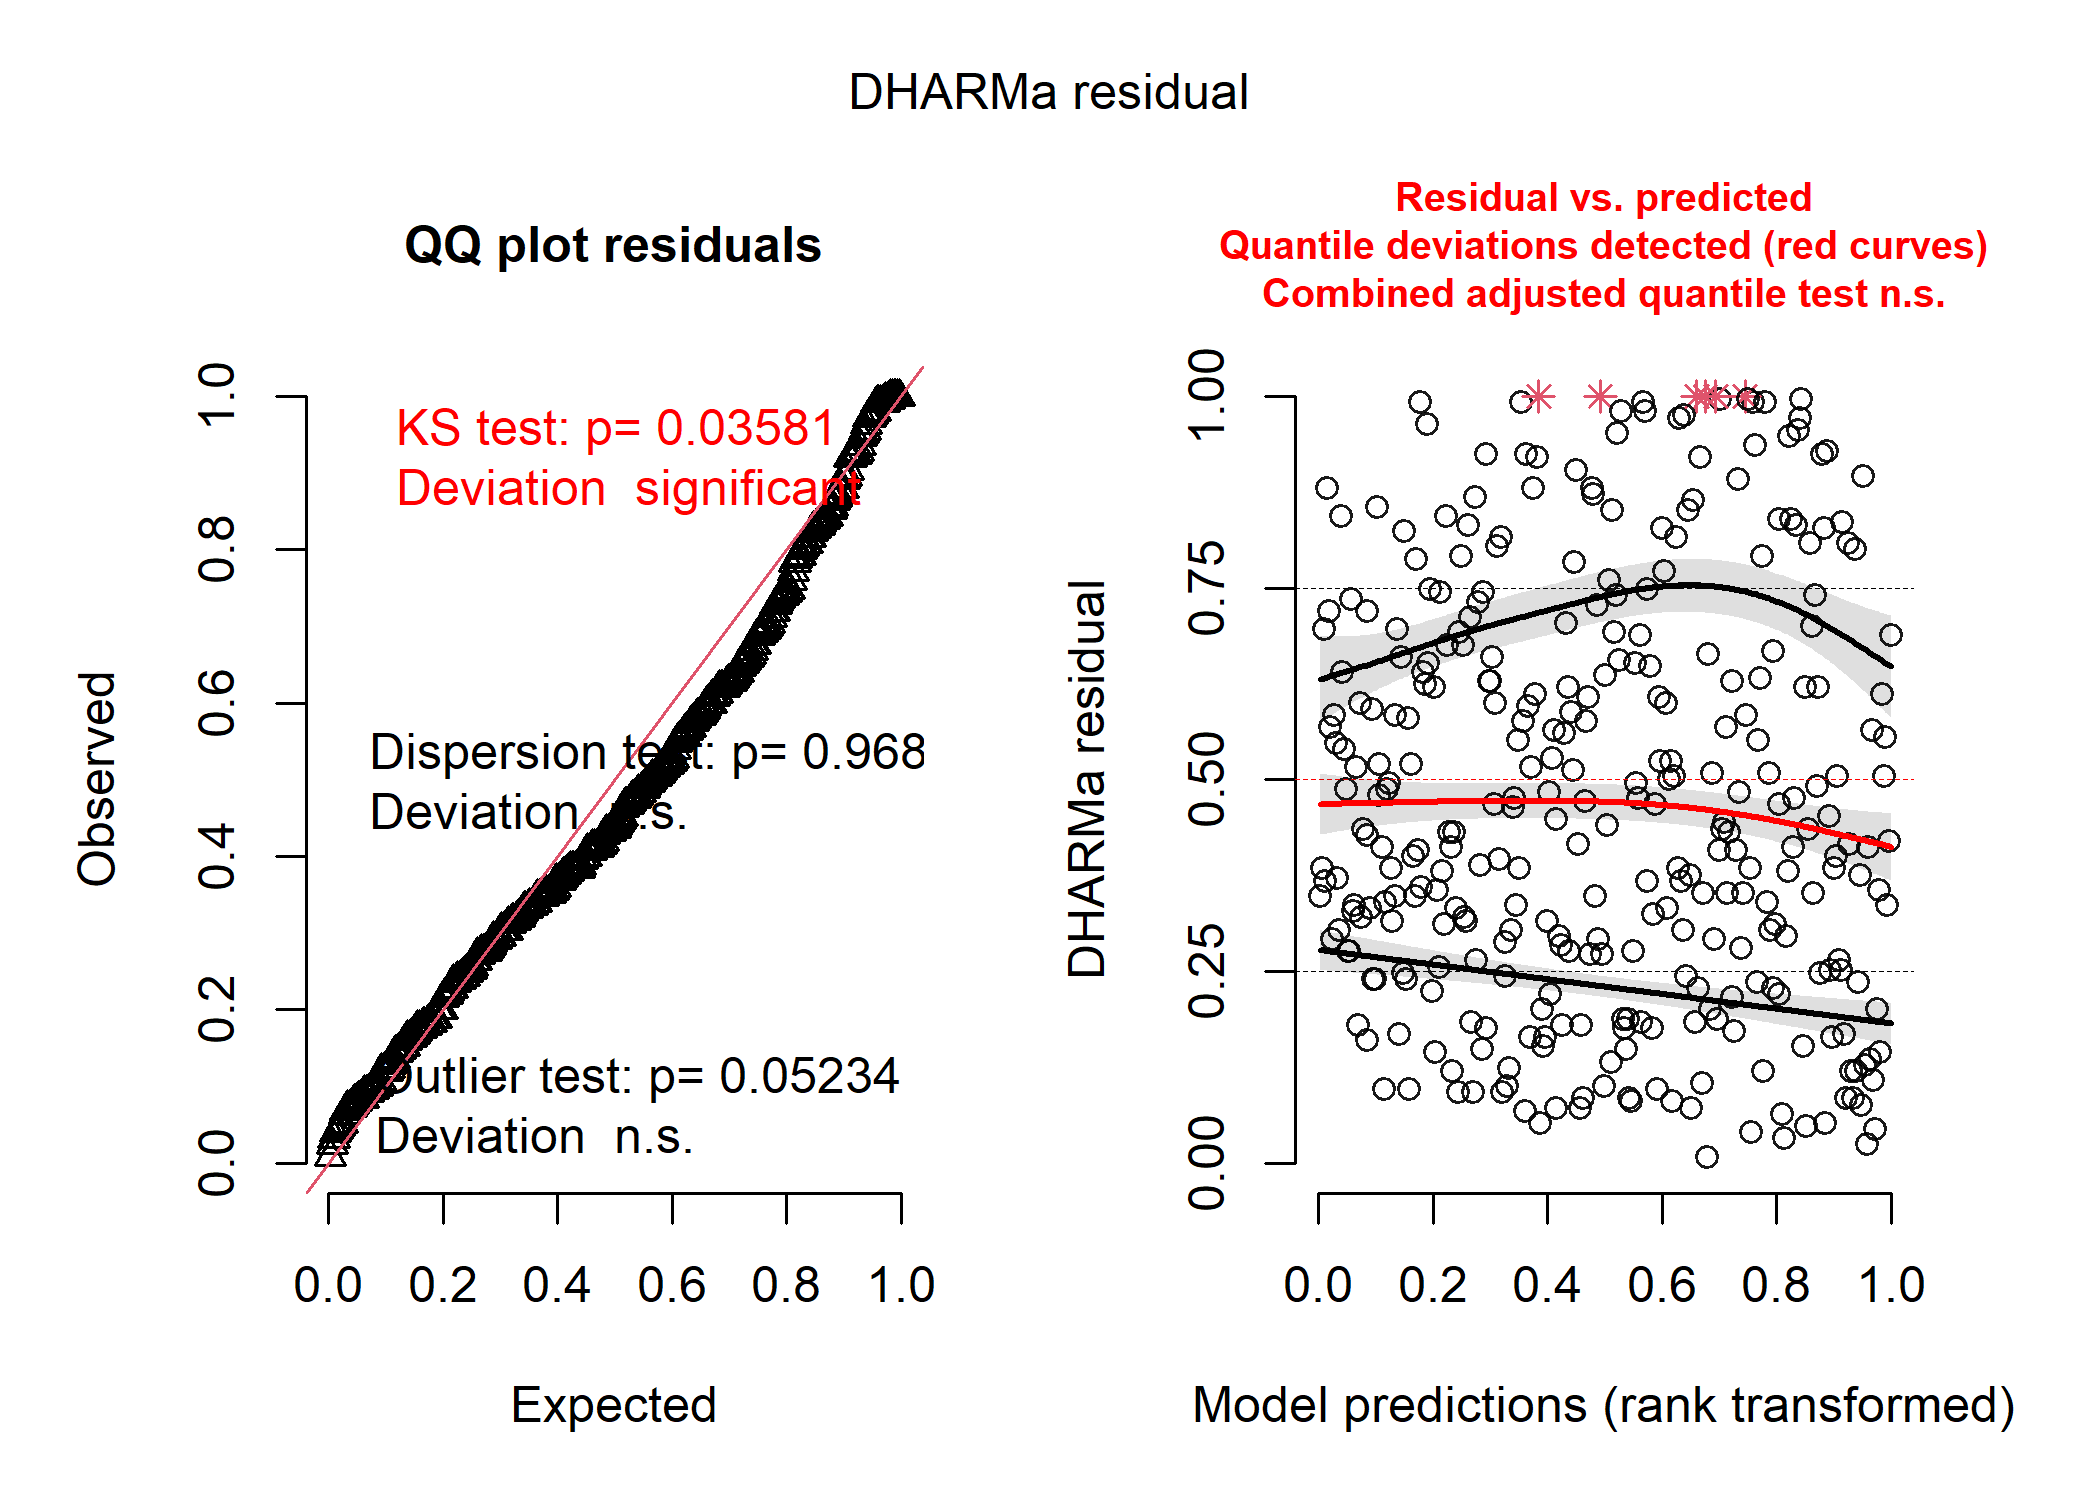 DHARMa residual
QQ plot residuals
KS test: p= 0.03581
Deviation  significant
Dispersion test: p= 0.968
Deviation  n.s.
Outlier test: p= 0.05234
Deviation  n.s.
Observed
0.0 0.2 0.4 0.6 0.8 1.0
0.0 0.2 0.4 0.6 0.8 1.0
Expected
Residual vs. predicted
Quantile deviations detected (red curves)
Combined adjusted quantile test n.s.
DHARMa residual
0.00 0.25 0.50 0.75 1.00
0.0 0.2 0.4 0.6 0.8 1.0
Model predictions (rank transformed)